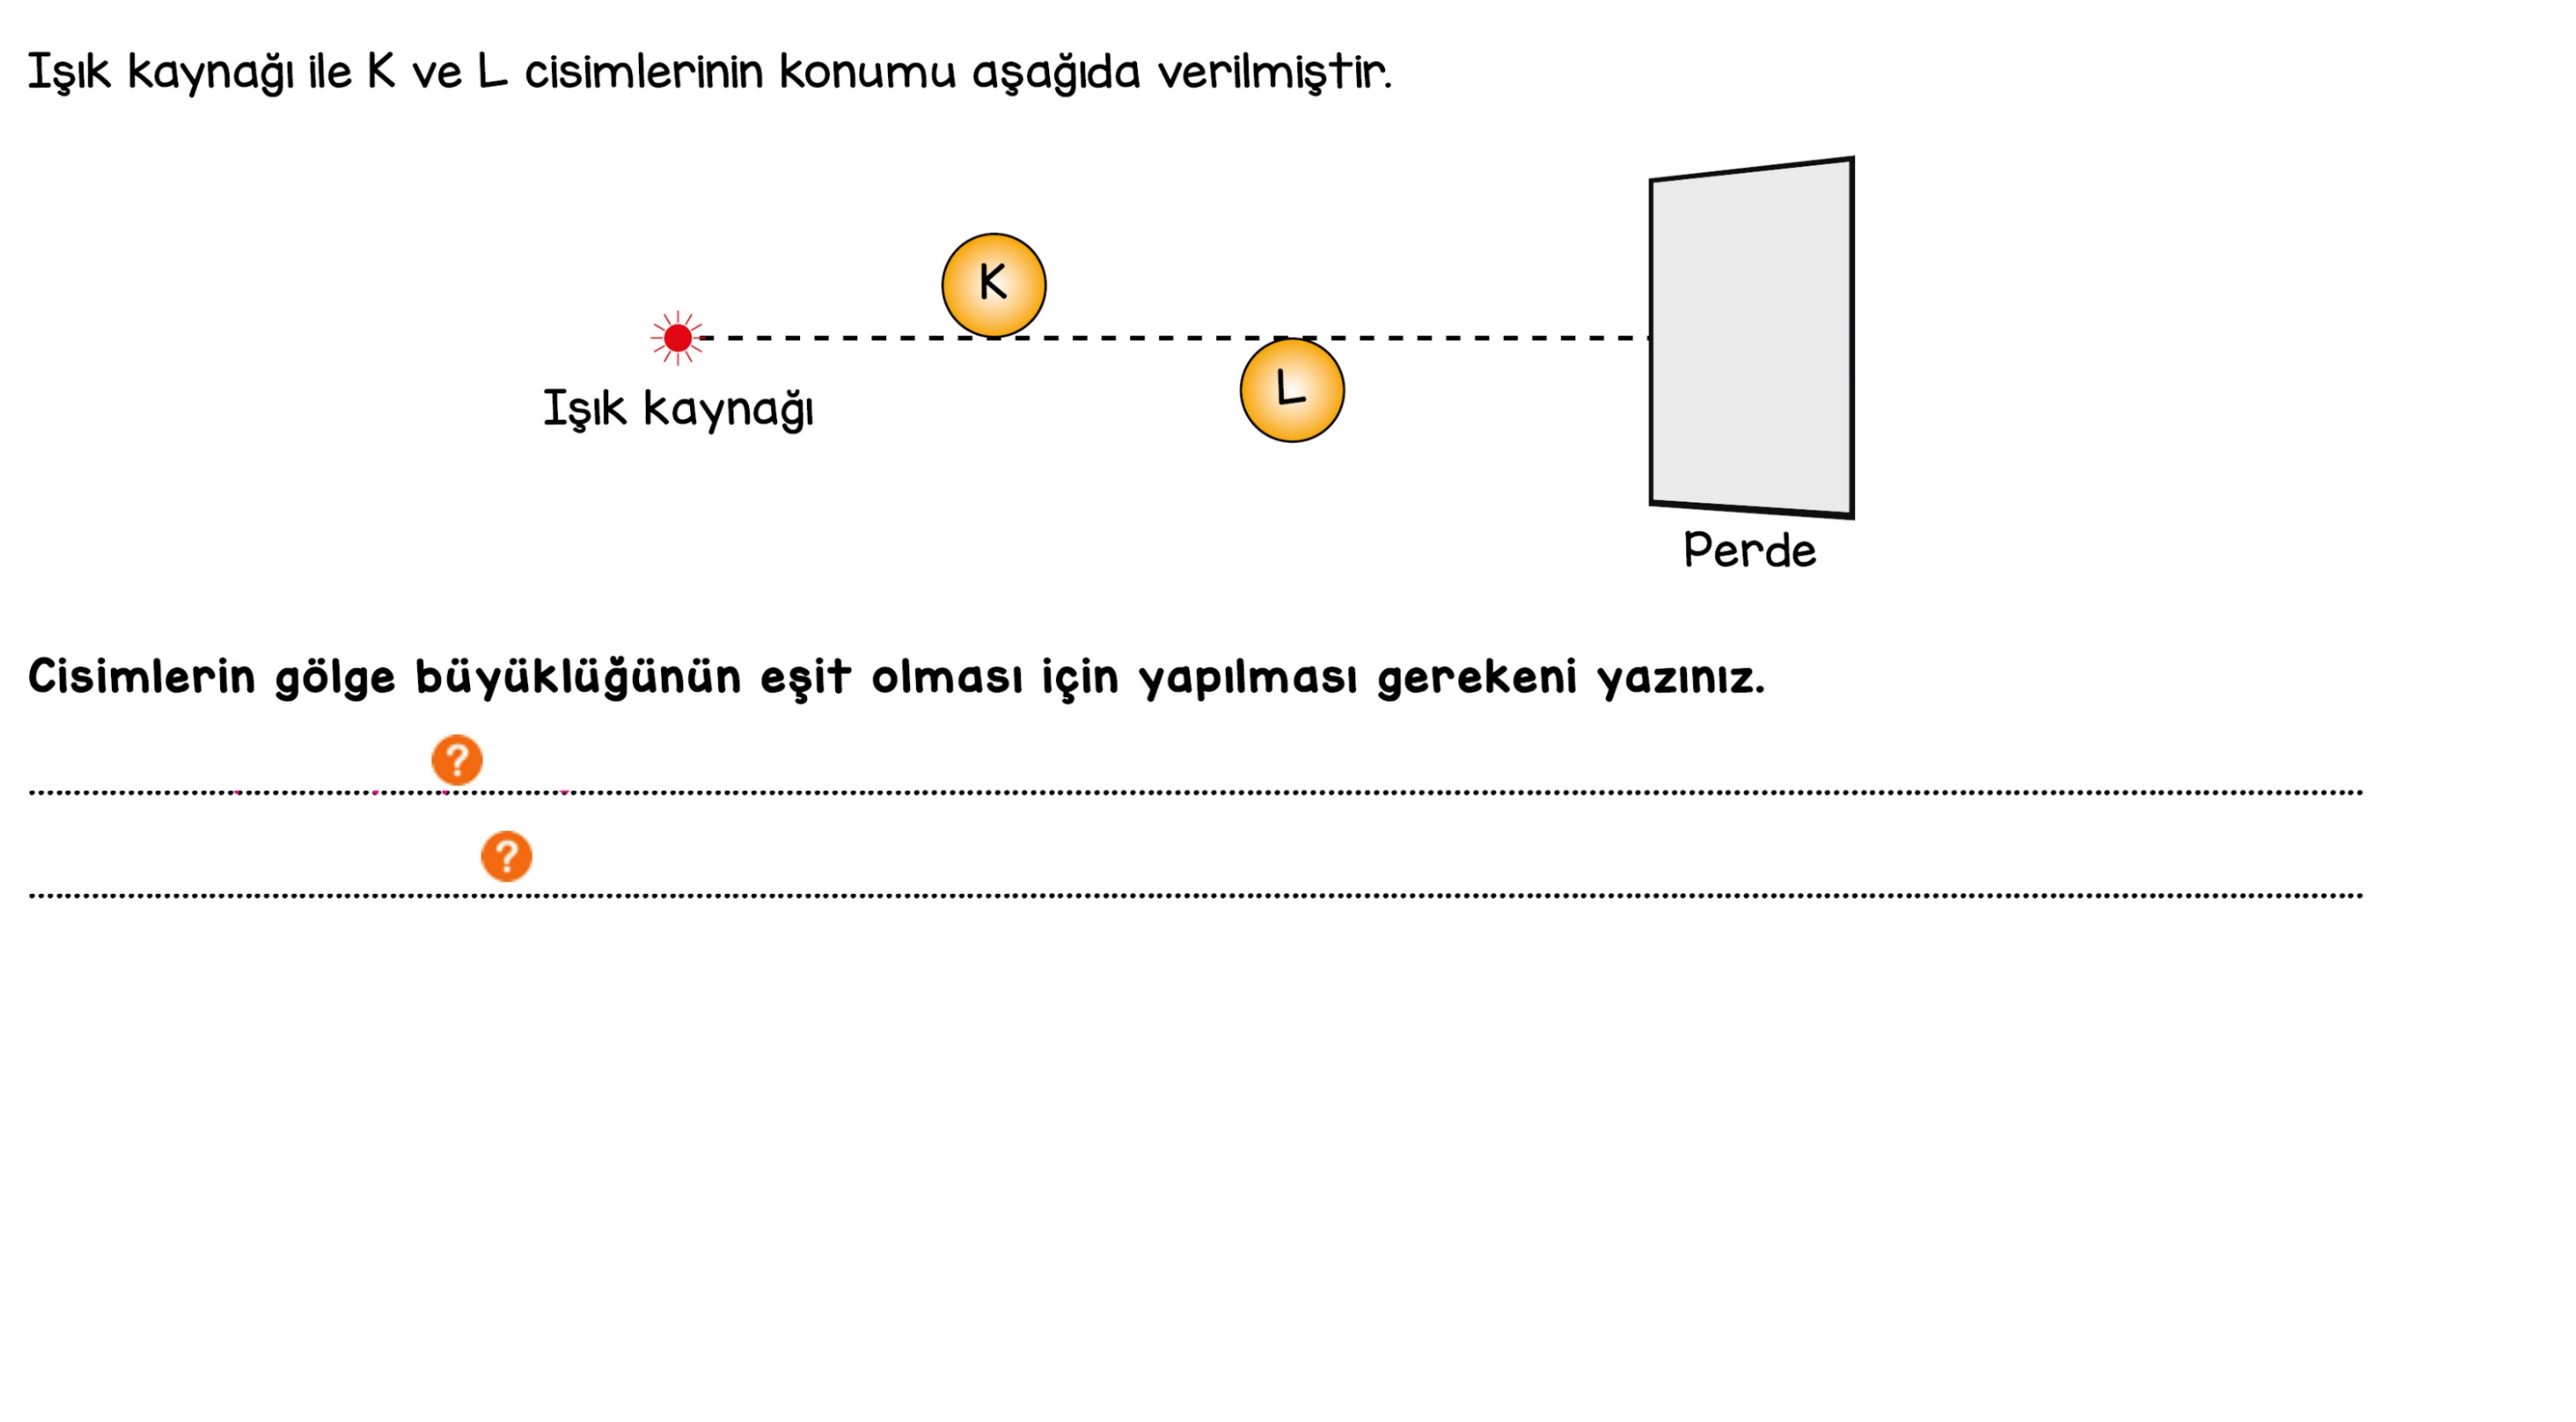 Işık kaynağı ile K ve L cisimlerinin konumu aşağıda verilmiştir.
K
L
Işık kaynağı
Perde
Cisimlerin gölge büyüklüğünün eşit olması için yapılması gerekeni yazınız.
?
?